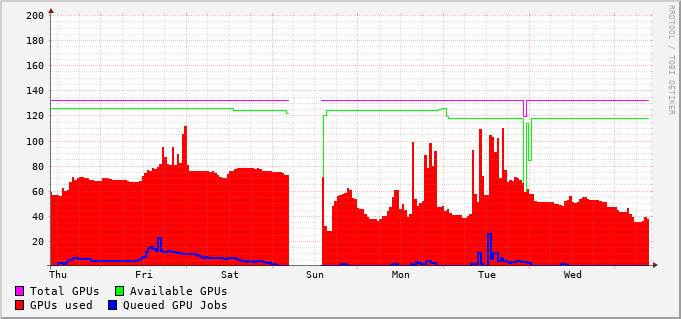 200
180
160
140
120
100
80
60
40
20
Thu Fri Sat Sun Mon Tue Wed
Total GPUs Available GPUs
GPUs used Queued GPU Jobs
RRDTOOL / TOBI OETIKER